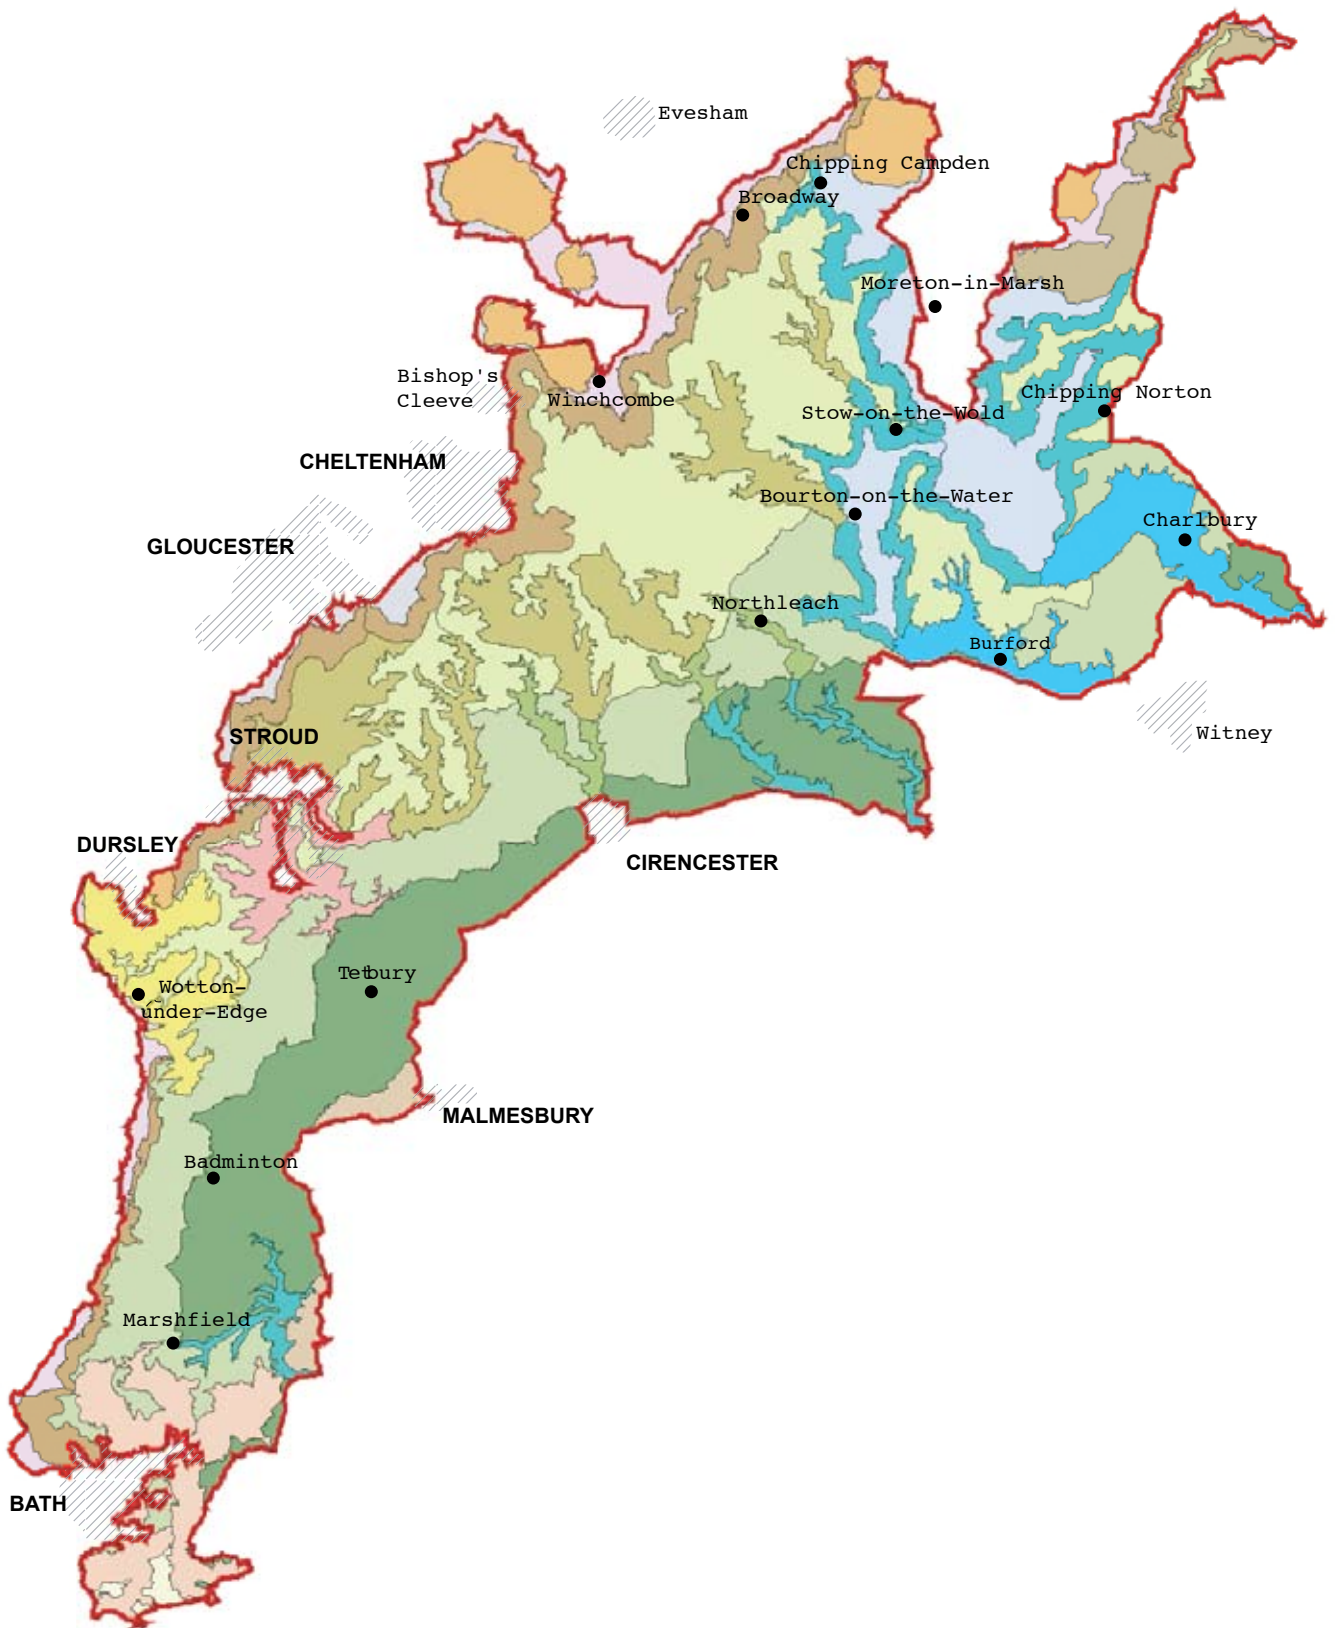 Evesham
Chipping Campden
Broadway
Moreton-in-Marsh
Bishop's
Cleeve
Winchcombe
Chipping Norton
Stow-on-the-Wold
CHELTENHAM
Bourton-on-the-Water
Charlbury
GLOUCESTER
Northleach
Burford
STROUD
Witney
DURSLEY
CIRENCESTER
Tetbury
Wotton-
under-Edge
MALMESBURY
Badminton
Marshfield
BATH